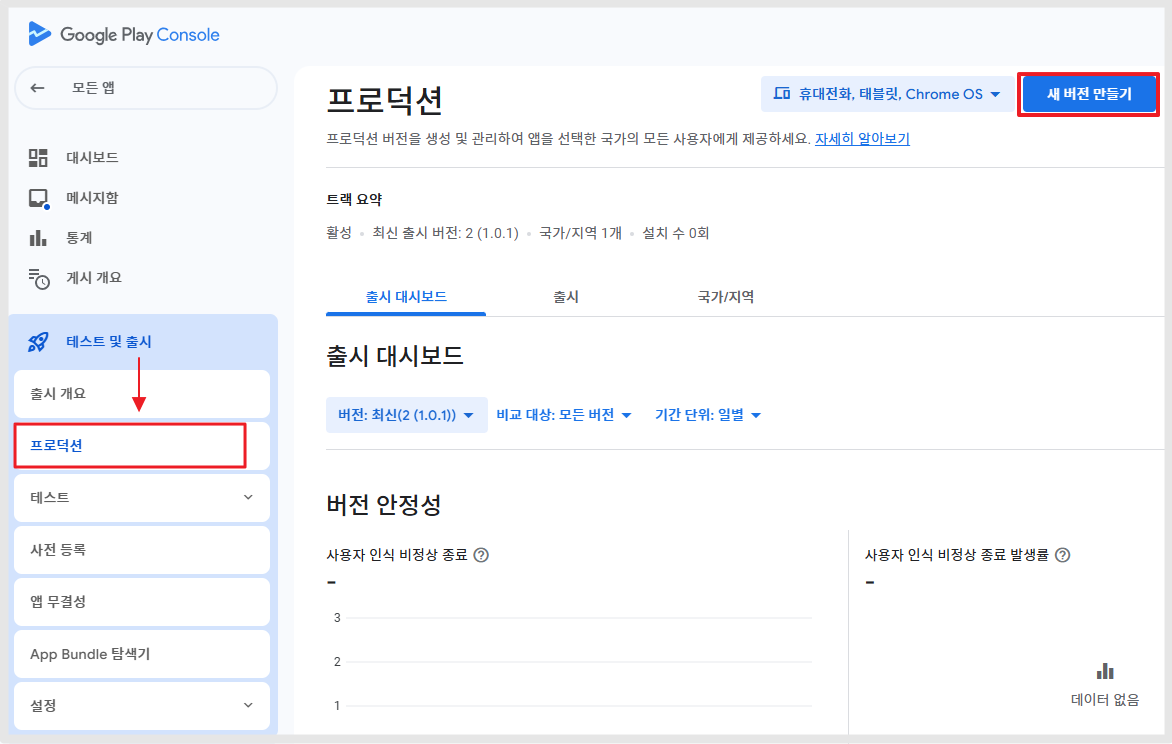 Google Play Console
모든 앱
대시보드
메시지함
통계
게시 개요
테스트 및 출시
출시 개요
프로덕션
테스트
사전 등록
앱 무결성
App Bundle 탐색기
설정
프로덕션
휴대전화, 태블릿, Chrome OS
새 버전 만들기
프로덕션 버전을 생성 및 관리하여 앱을 선택한 국가의 모든 사용자에게 제공하세요. 자세히 알아보기
트랙 요약
활성 • 최신 출시 버전: 2 (1.0.1) • 국가/지역 1개 • 설치 수 0회
출시 대시보드 출시 국가/지역
출시 대시보드
버전: 최신(2 (1.0.1)) 비교 대상: 모든 버전 기간 단위: 일별
버전 안정성
사용자 인식 비정상 종료 ?
–
3
2
1
사용자 인식 비정상 종료 발생률 ?
–
데이터 없음